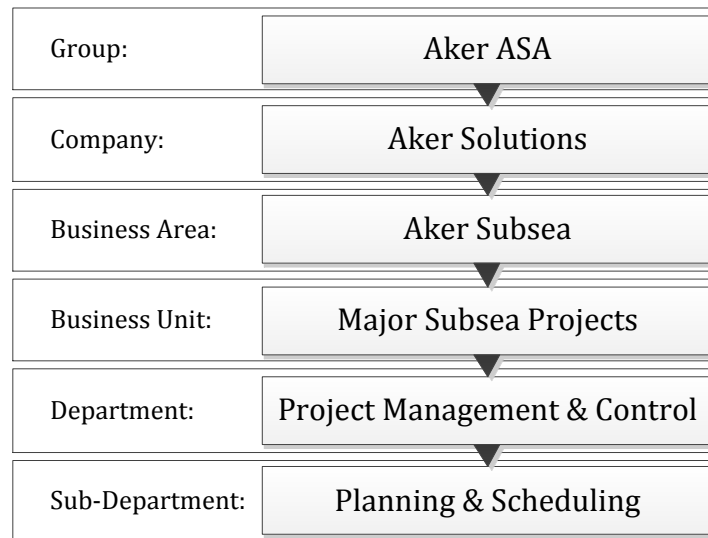 Group: Aker ASA
Company: Aker Solutions
Business Area: Aker Subsea
Business Unit: Major Subsea Projects
Department: Project Management & Control
Sub-Department: Planning & Scheduling